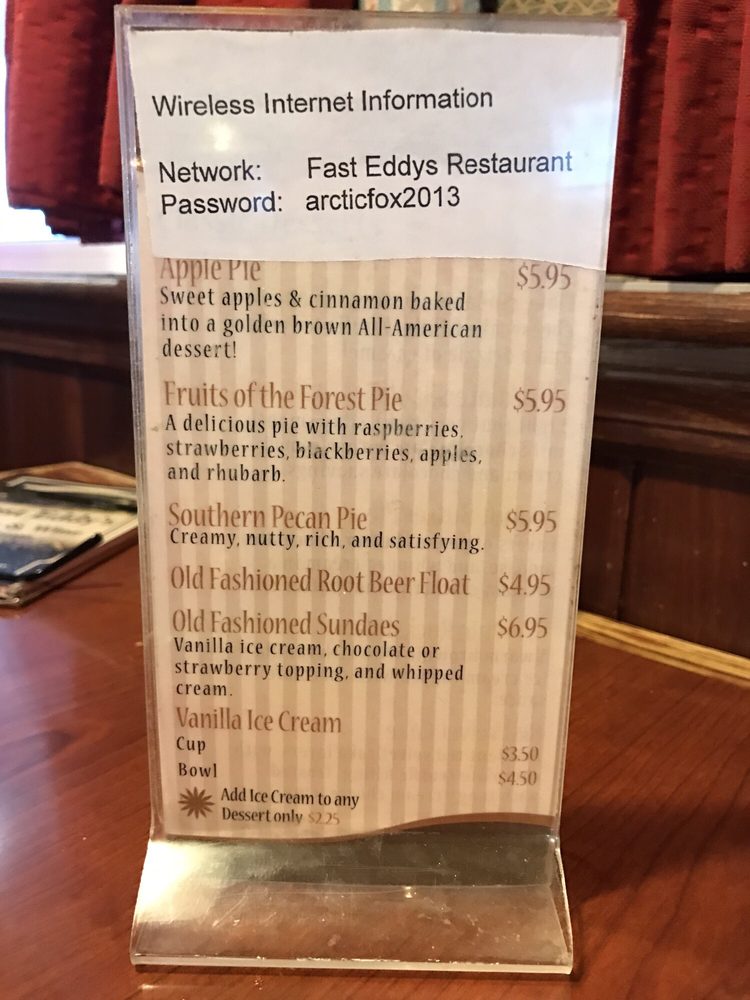 Wireless Internet Information
Network: Fast Eddys Restaurant
Password: arcticfox2013
Apple Pie $5.95
Sweet apples & cinnamon baked
into a golden brown All-American
dessert!
Fruits of the Forest Pie $5.95
A delicious pie with raspberries,
strawberries, blackberries, apples,
and rhubarb.
Southern Pecan Pie $5.95
Creamy, nutty, rich, and satisfying.
Old Fashioned Root Beer Float $4.95
Old Fashioned Sundaes $6.95
Vanilla ice cream, chocolate or
strawberry topping, and whipped
cream.
Vanilla Ice Cream
Cup $3.50
Bowl $4.50
Add Ice Cream to any
Dessert only $2.25